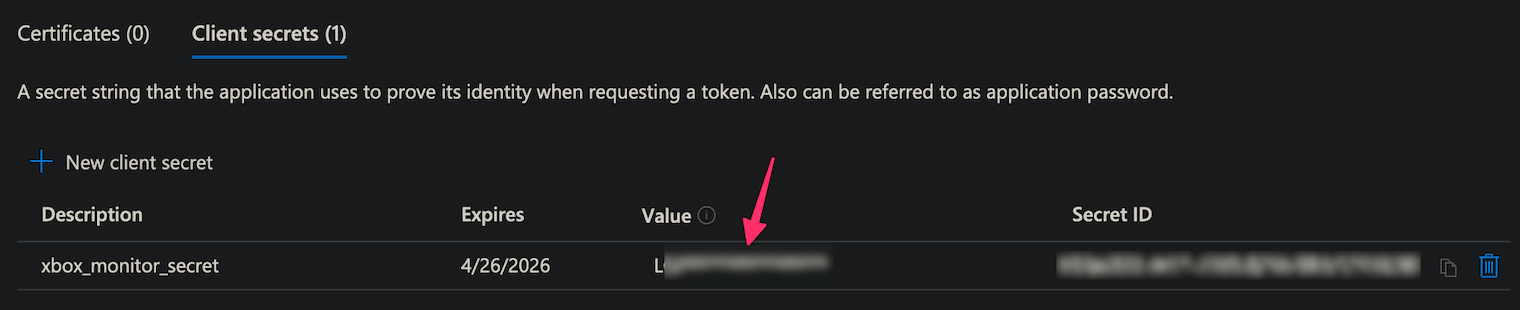 Certificates (0) Client secrets (1)
A secret string that the application uses to prove its identity when requesting a token. Also can be referred to as application password.
New client secret
Description Expires Value Secret ID
xbox_monitor_secret 4/26/2026